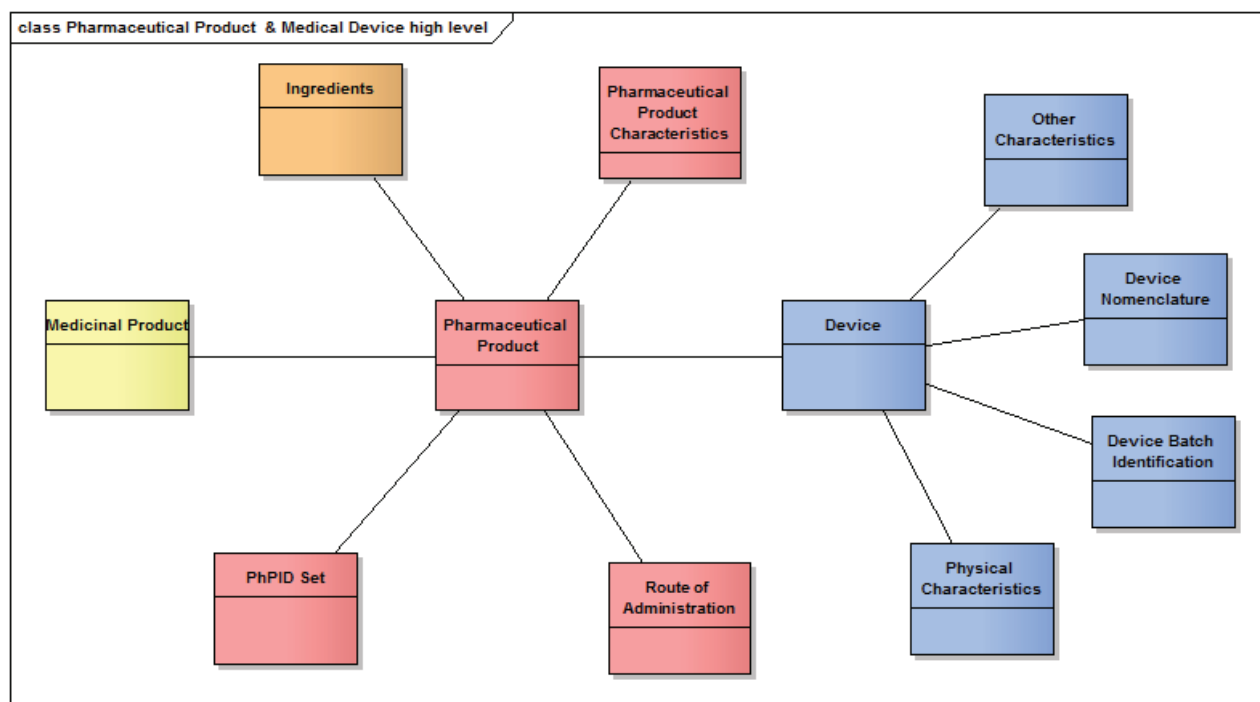 class Pharmaceutical Product & Medical Device high level
Ingredients
Pharmaceutical
Product
Characteristics
Other
Characteristics
Device
Nomenclature
Medicinal Product
Pharmaceutical
Product
Device
Device Batch
Identification
PhPID Set
Route of
Administration
Physical
Characteristics